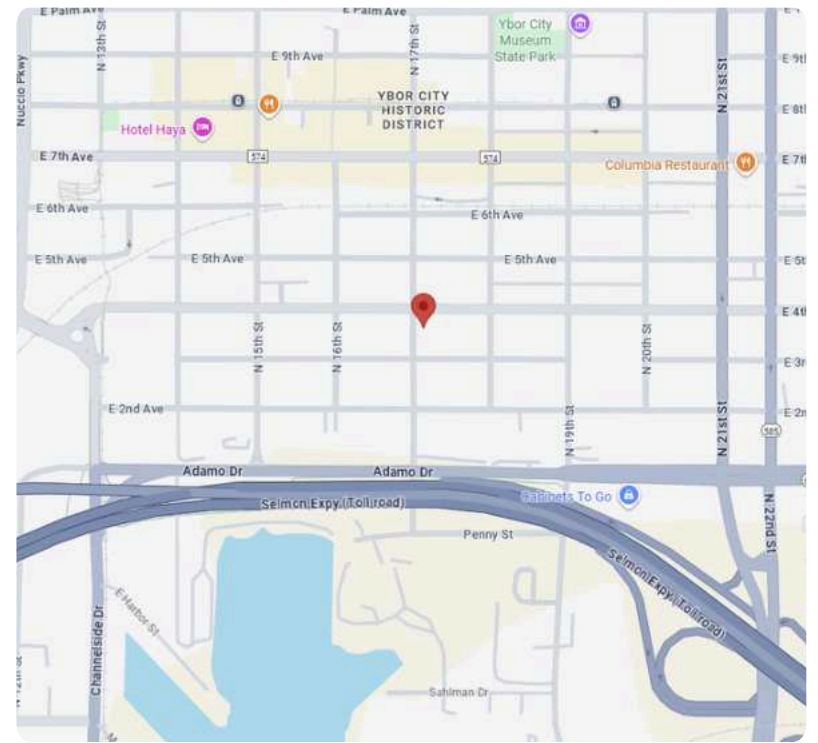 E Palm Ave
E Palm Ave
Ybor City
Museum
State Park
N 13th St
N 17th St
Nuccio Pkwy
E 9th Ave
E 9th
N 21st St
YBOR CITY
HISTORIC
DISTRICT
E 8th
Hotel Haya
E 7th Ave
574
574
Columbia Restaurant
E 7th
E 6th Ave
E 6th Ave
E 5th Ave
E 5th Ave
E 5th Ave
E 5t
E 4th
N 15th St
N 16th St
N 20th St
E 3r
E 2nd Ave
N 19th St
N 21st St
E 2n
585
Adamo Dr
Adamo Dr
Selmon Expy (Toll road)
Cabinets To Go
Penny St
N 22nd St
Selmon Expy (Toll road)
E Harbor St
Channelside Dr
Sahlman Dr